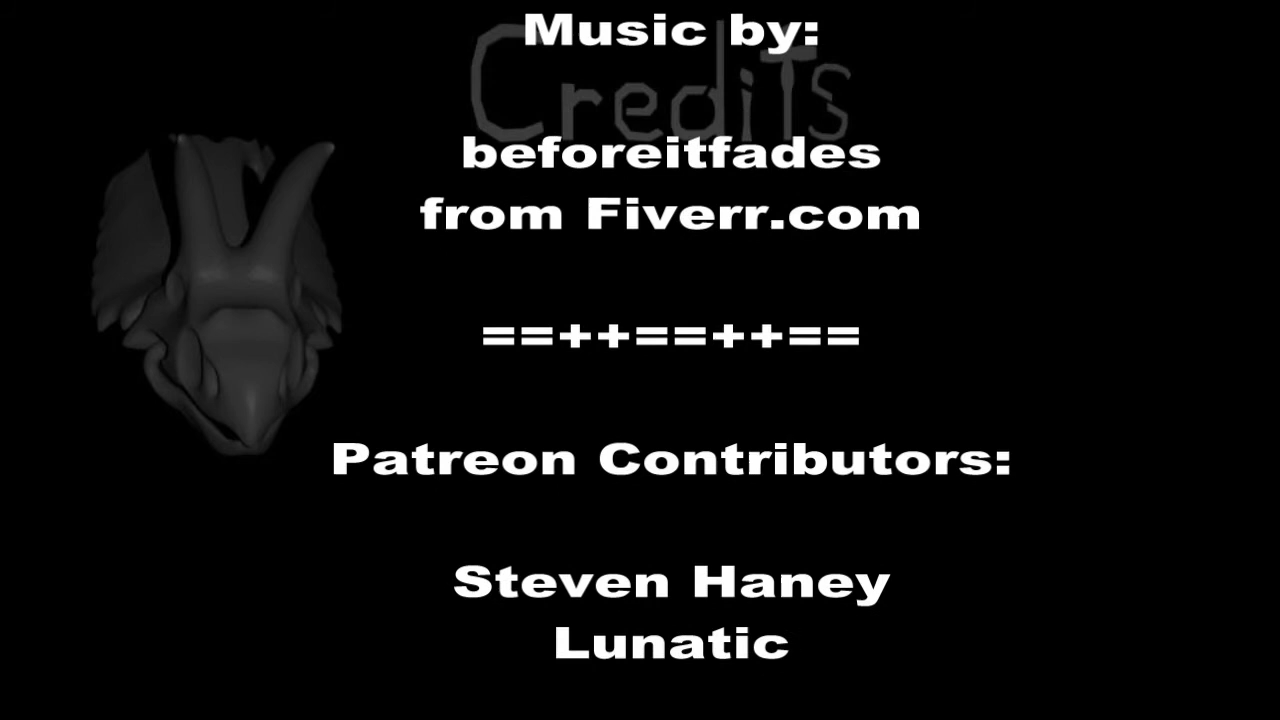 Music by:
CrediTs
beforeitfades
from Fiverr.com
==++==++==
Patreon Contributors:
Steven Haney
Lunatic